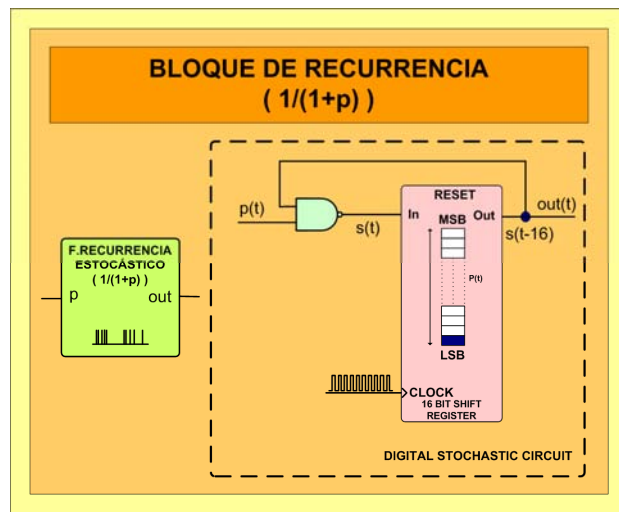 BLOQUE DE RECURRENCIA
( 1/(1+p) )
F.RECURRENCIA
ESTOCÁSTICO
( 1/(1+p) )
p
out
p(t)
s(t)
RESET
In
MSB
Out
out(t)
s(t-16)
P(t)
LSB
CLOCK
16 BIT SHIFT
REGISTER
DIGITAL STOCHASTIC CIRCUIT